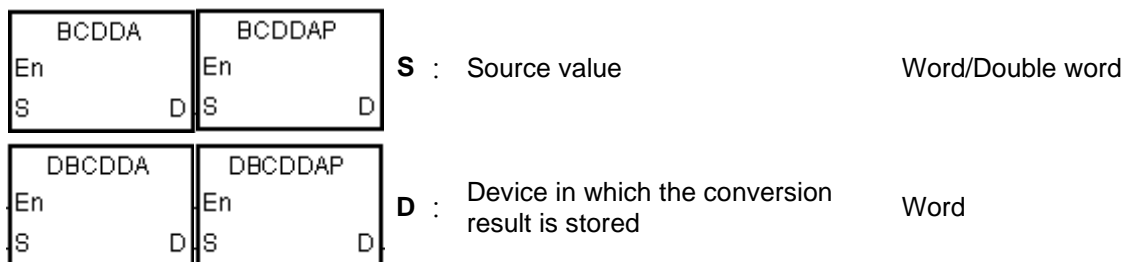 BCDDA BCDDAP
En En
S D S D
S : Source value Word/Double word
DBCDDA DBCDDAP
En En
S D S D
D : Device in which the conversion
result is stored
Word